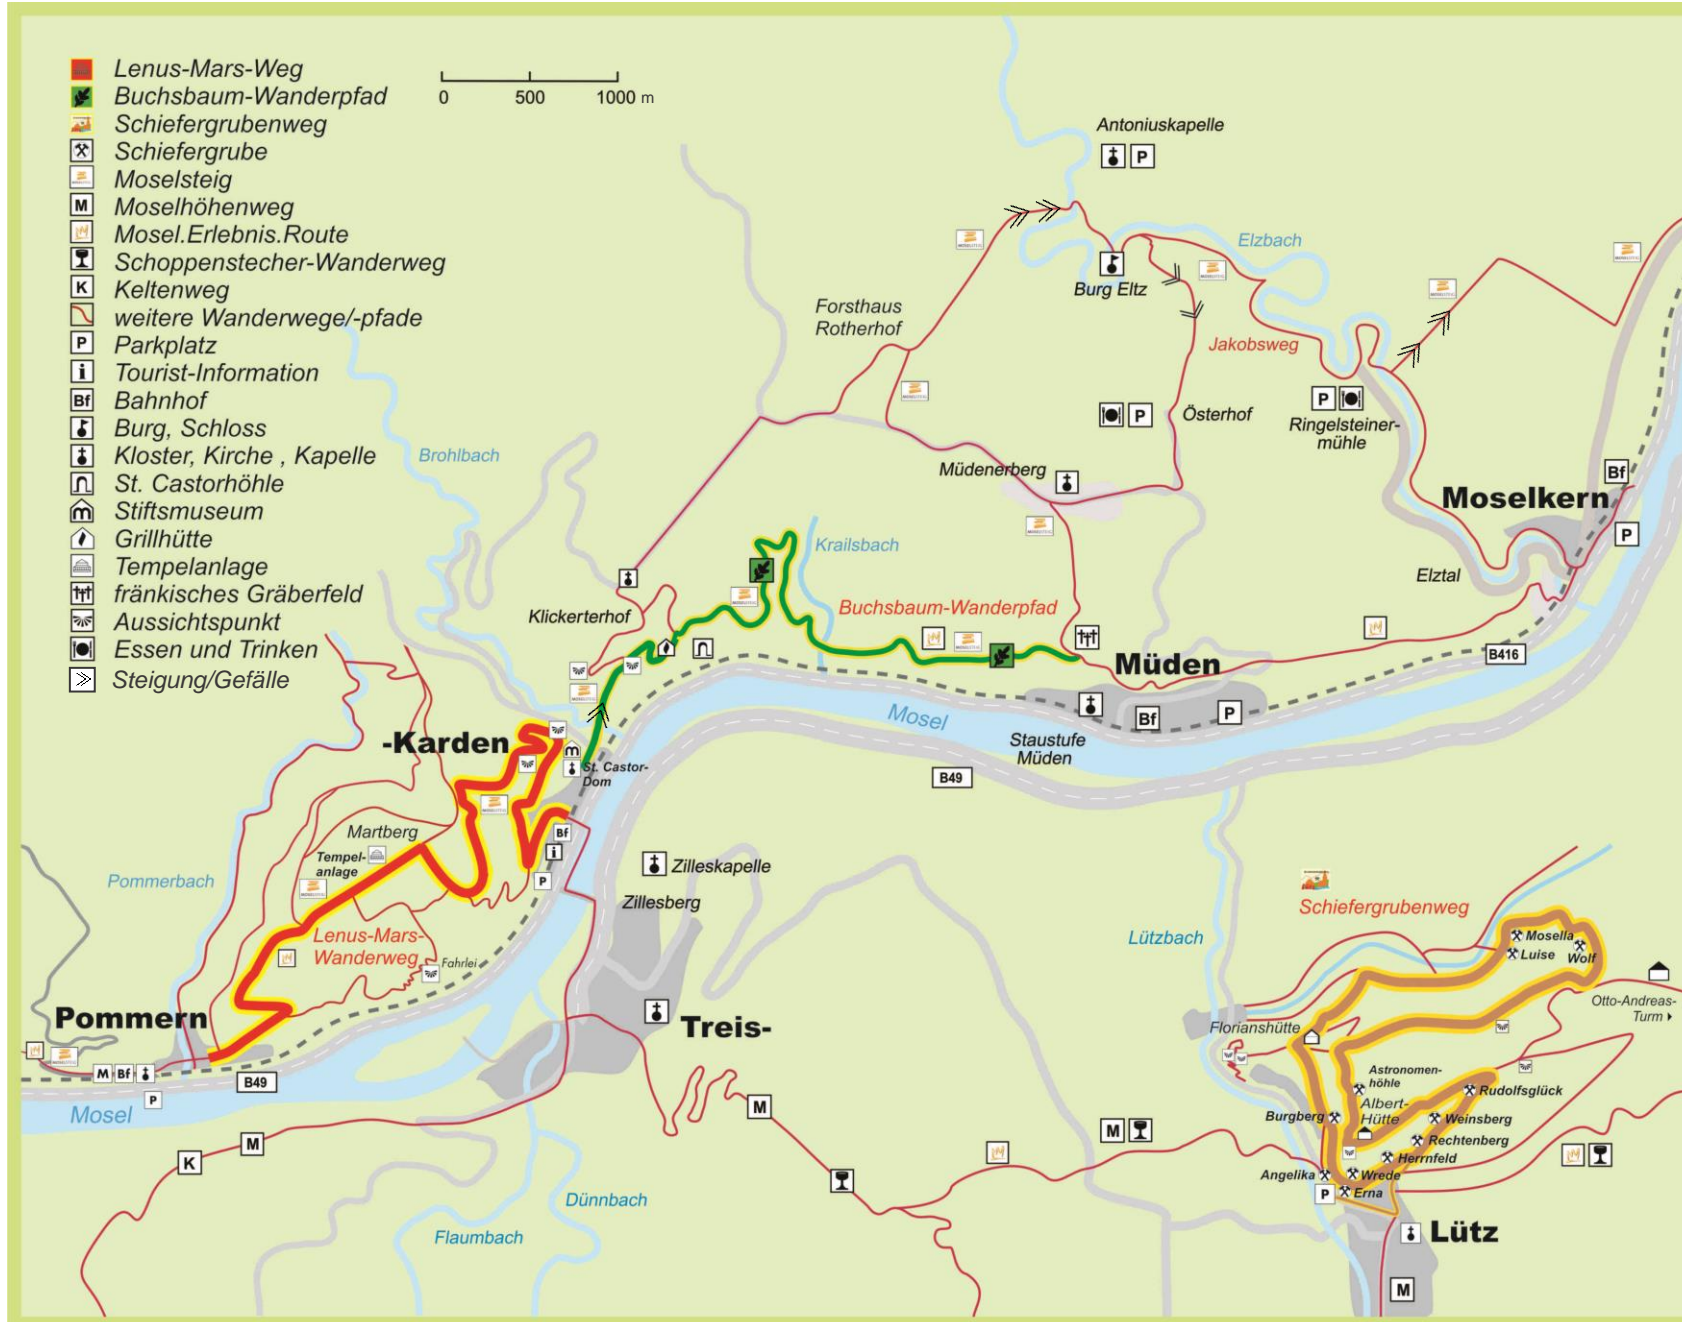 Lenus-Mars-Weg
Buchsbaum-Wanderpfad
Schiefergrubenweg
Schiefergrube
Moselsteig
M Moselhöhenweg
Mosel.Erlebnis.Route
Schoppenstecher-Wanderweg
K Keltenweg
weitere Wanderwege/-pfade
P Parkplatz
i Tourist-Information
Bf Bahnhof
Burg, Schloss
Kloster, Kirche , Kapelle
St. Castorhöhle
Stiftsmuseum
Grillhütte
Tempelanlage
fränkisches Gräberfeld
Aussichtspunkt
Essen und Trinken
Steigung/Gefälle
0 500 1000 m
Antoniuskapelle
P
Elzbach
Burg Eltz
Forsthaus
Rotherhof
Jakobsweg
P
Ringelsteiner-
mühle
P
Österhof
Brohlbach
Müdenerberg
Bf
Moselkern
P
Krailsbach
Elztal
Klickerterhof
Buchsbaum-Wanderpfad
B416
Müden
Bf
P
Mosel
Staustufe
Müden
B49
-Karden
St. Castor-
Dom
Martberg
Tempel-
anlage
Bf
i
P
Zilleskapelle
Zillesberg
Pommerbach
Lenus-Mars-
Wanderweg
Fahrlei
Pommern
M Bf
P
B49
Mosel
Treis-
K
M
M
M
Dünnbach
Flaumbach
Lützbach
Schiefergrubenweg
Mosella
Luise
Wolf
Otto-Andreas-
Turm
Florianshütte
Astronomen-
höhle
Albert-
Hütte
Rudolfsglück
Burgberg
Weinsberg
Rechtenberg
Herrnfeld
Angelika
Wrede
P
Erna
Lütz
M